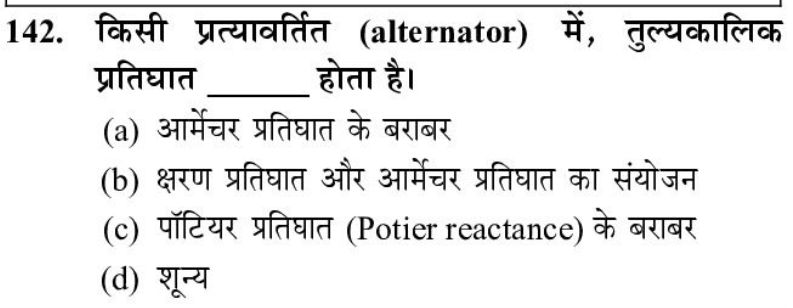 142. किसी प्रत्यावर्तित (alternator) में, तुल्यकालिक
प्रतिघात ______ होता है।
(a) आर्मेचर प्रतिघात के बराबर
(b) क्षरण प्रतिघात और आर्मेचर प्रतिघात का संयोजन
(c) पॉटियर प्रतिघात (Potier reactance) के बराबर
(d) शून्य